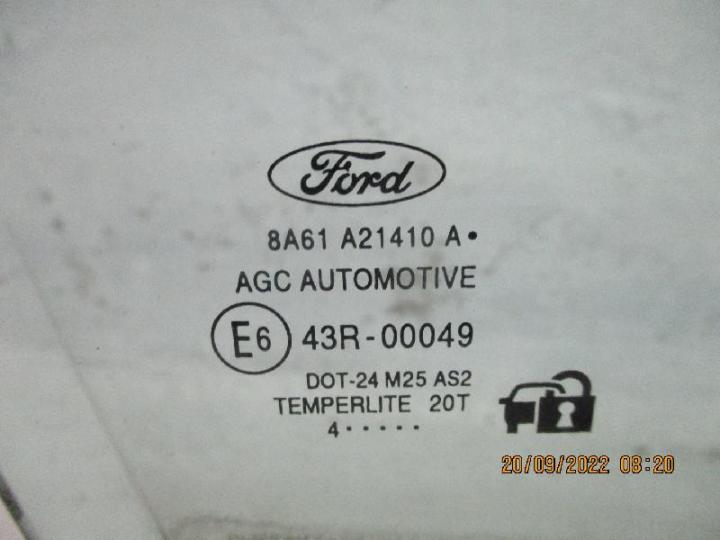 Ford
8A61 A21410 A•
AGC AUTOMOTIVE
E6 43R-00049
DOT-24 M25 AS2
TEMPERLITE 20T
4•••••
20/09/2022 08:20